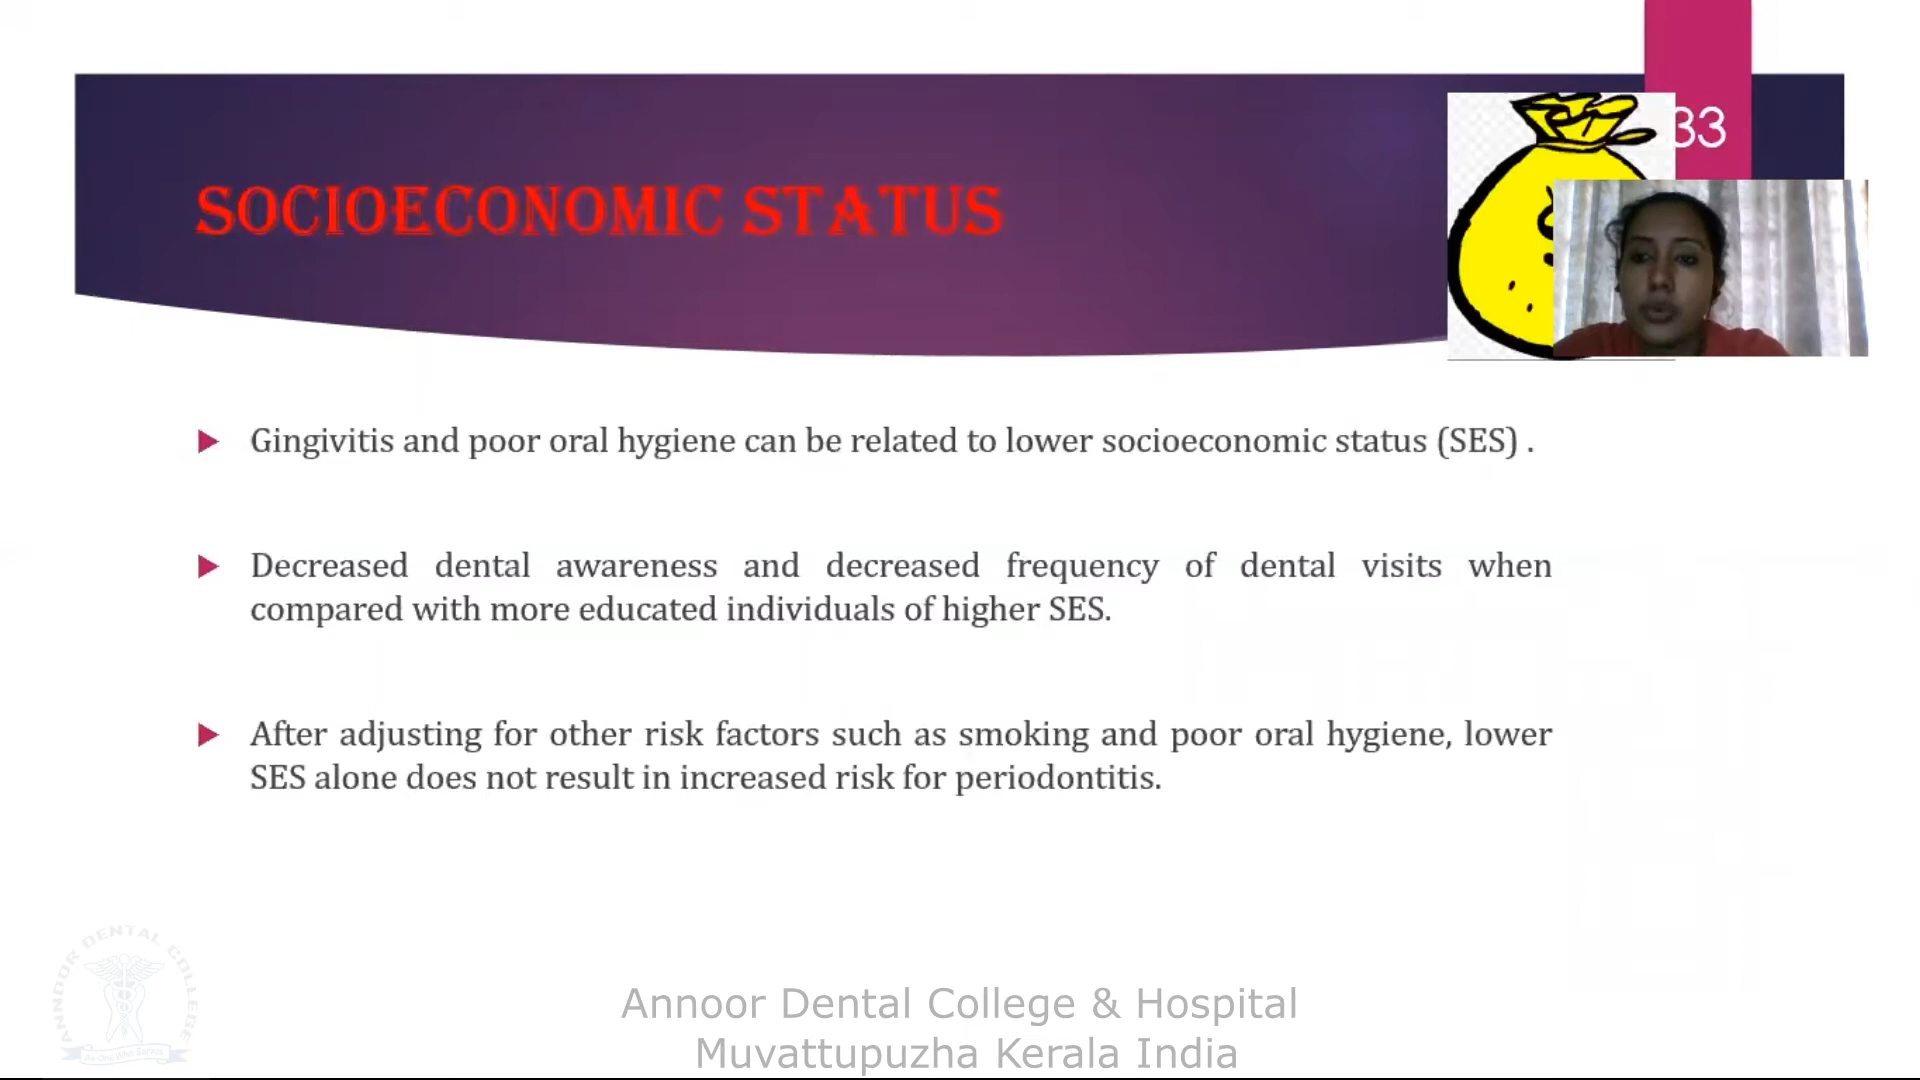 33
SOCIOECONOMIC STATUS
Gingivitis and poor oral hygiene can be related to lower socioeconomic status (SES) .
Decreased dental awareness and decreased frequency of dental visits when
compared with more educated individuals of higher SES.
After adjusting for other risk factors such as smoking and poor oral hygiene, lower
SES alone does not result in increased risk for periodontitis.
ANNOOR DENTAL COLLEGE
Annoor Dental College & Hospital
Muvattupuzha Kerala India